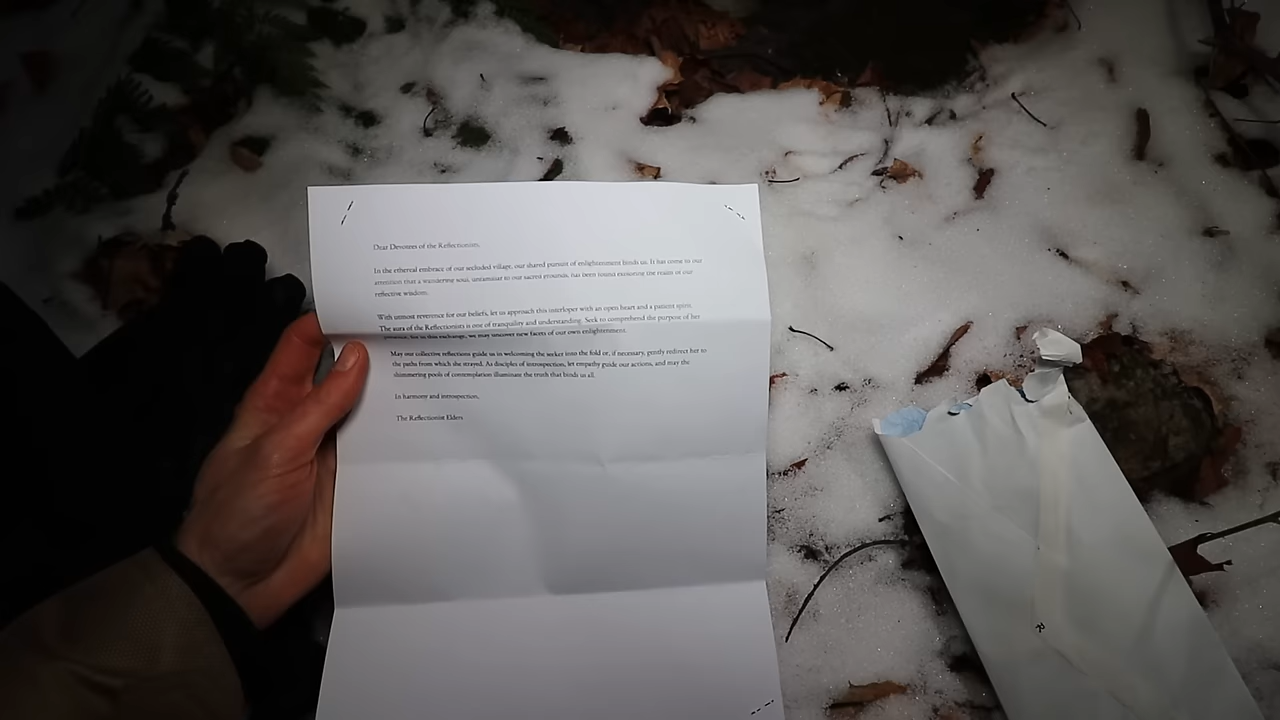 Dear Devotees of the Reflectionists,
In the ethereal embrace of our secluded village, our shared pursuit of enlightenment binds us. It has come to our
attention that a wandering soul, unfamiliar to our sacred grounds, has been found exploring the realm of our
reflective wisdom.
With utmost reverence for our beliefs, let us approach this interloper with an open heart and a patient spirit.
The aura of the Reflectionists is one of tranquility and understanding. Seek to comprehend the purpose of her
for in this exchange, we may uncover new facets of our own enlightenment.
May our collective reflections guide us in welcoming the seeker into the fold or, if necessary, gently redirect her to
the paths from which she strayed. As disciples of introspection, let empathy guide our actions, and may the
shimmering pools of contemplation illuminate the truth that binds us all.
In harmony and introspection,
The Reflectionist Elders